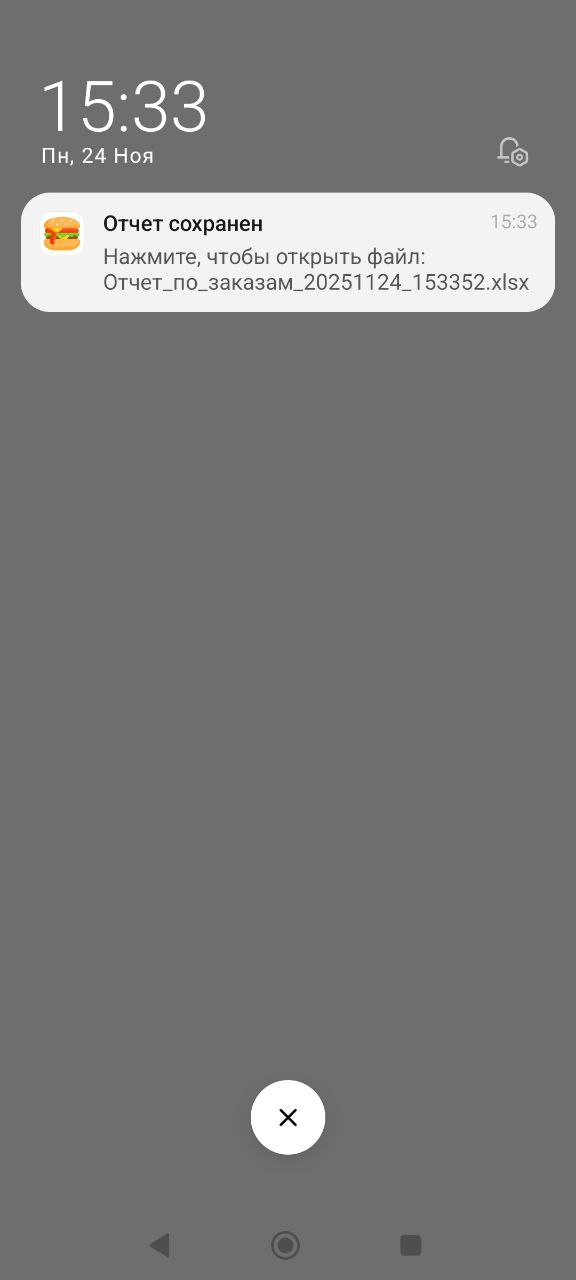 15:33
Пн, 24 Ноя
Отчет сохранен
15:33
Нажмите, чтобы открыть файл:
Отчет_по_заказам_20251124_153352.xlsx